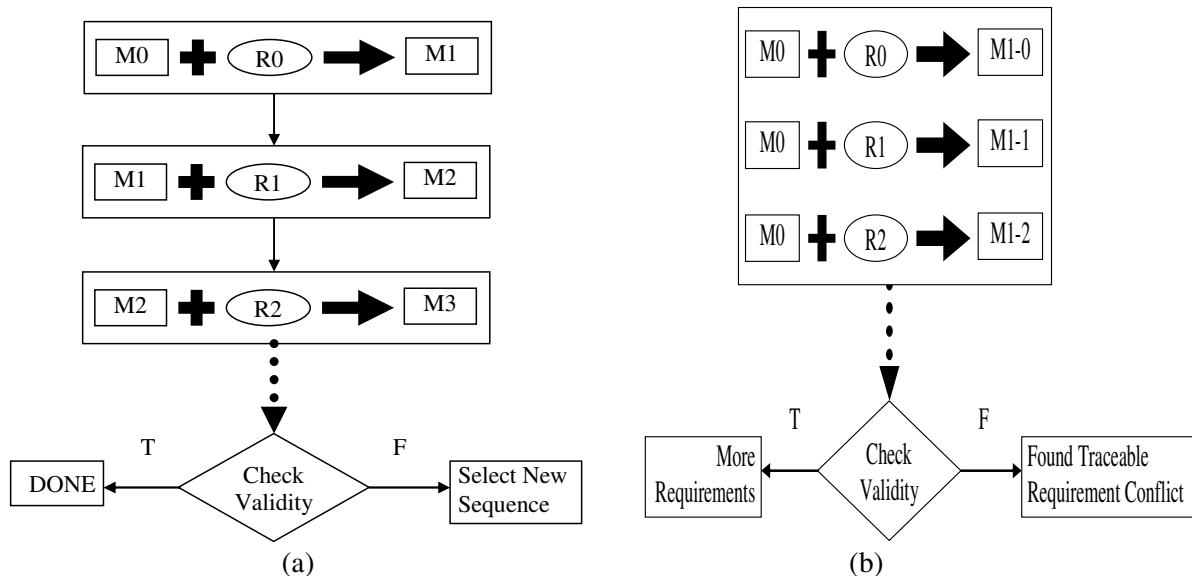 M0 R0 M1
M1 R1 M2
M2 R2 M3
T
F
DONE
Check
Validity
Select New
Sequence
(a)
M0 R0 M1-0
M0 R1 M1-1
M0 R2 M1-2
T
F
More
Requirements
Check
Validity
Found Traceable
Requirement Conflict
(b)